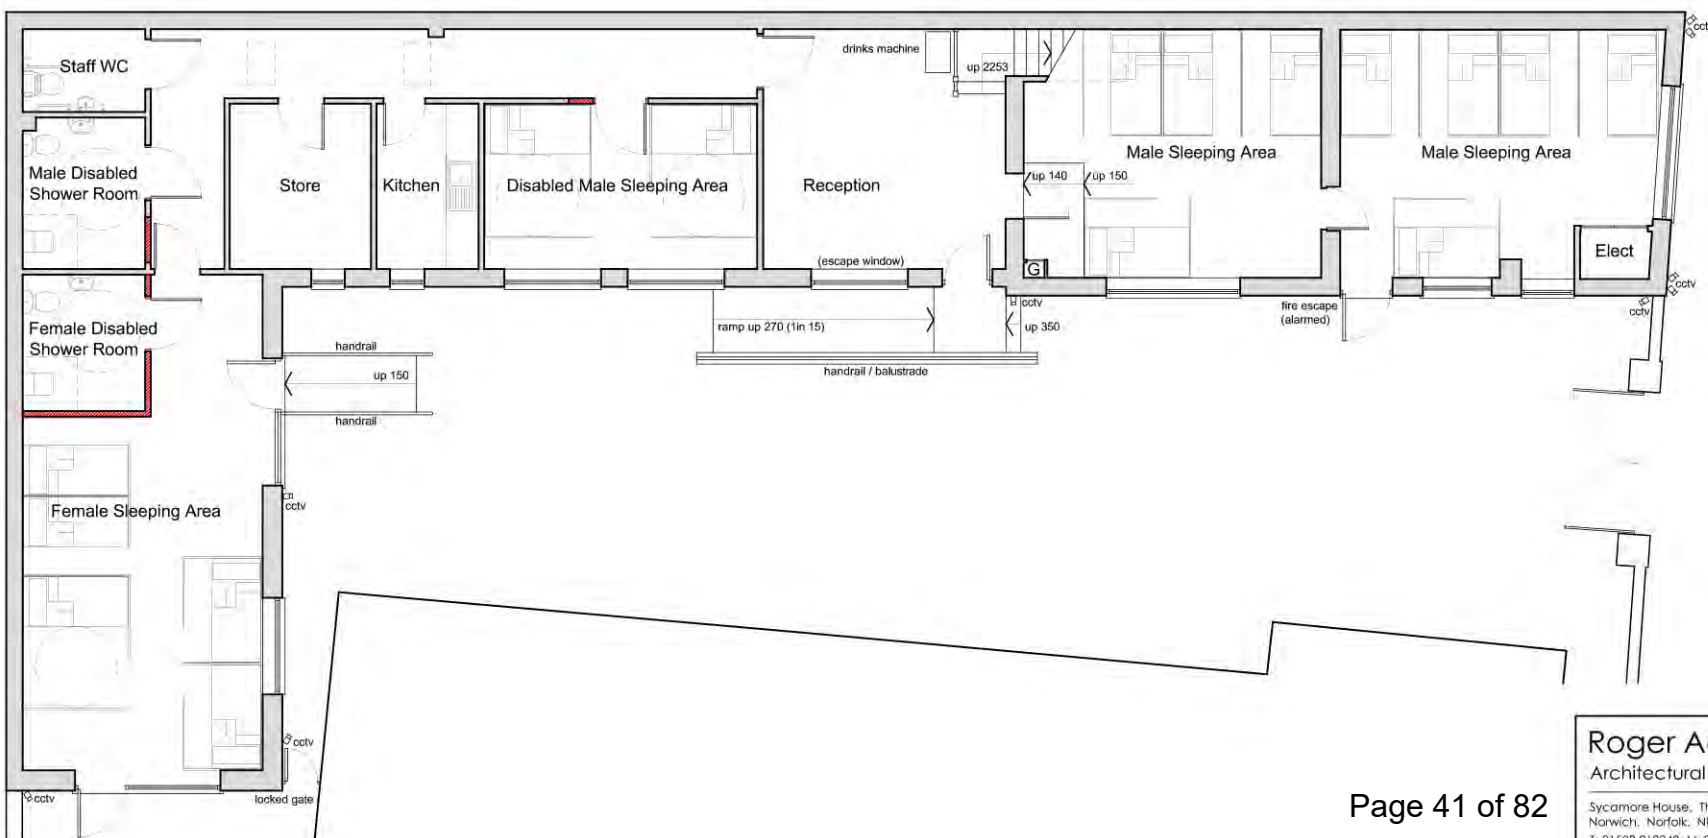 cctv
drinks machine
up 2253
Staff WC
Male Sleeping Area
Male Sleeping Area
Male Disabled
Shower Room
Store
Kitchen
Disabled Male Sleeping Area
Reception
up 140
up 150
(escape window)
G
Elect
cctv
cctv
cctv
fire escape
(alarmed)
Female Disabled
Shower Room
ramp up 270 (1in 15)
up 350
handrail
handrail / balustrade
up 150
handrail
cctv
Female Sleeping Area
cctv
cctv
locked gate
Page 41 of 82
Architectural
Sycamore House,
Norwich, Norfolk,